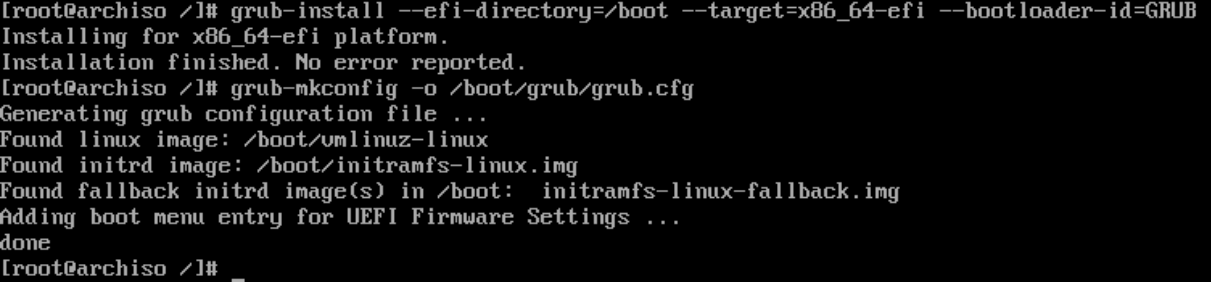 [root@archiso /]# grub-install --efi-directory=/boot --target=x86_64-efi --bootloader-id=GRUB
Installing for x86_64-efi platform.
Installation finished. No error reported.
[root@archiso /]# grub-mkconfig -o /boot/grub/grub.cfg
Generating grub configuration file ...
Found linux image: /boot/vmlinuz-linux
Found initrd image: /boot/initramfs-linux.img
Found fallback initrd image(s) in /boot:  initramfs-linux-fallback.img
Adding boot menu entry for UEFI Firmware Settings ...
done
[root@archiso /]# _